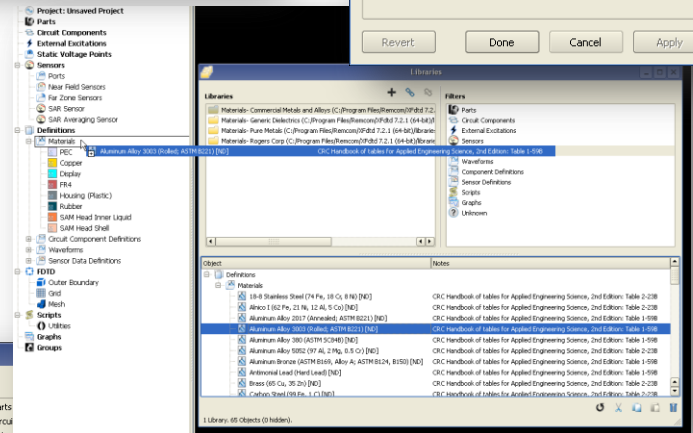 Project: Unsaved Project
Parts
Circuit Components
External Excitations
Static Voltage Points
Sensors
Ports
Near Field Sensors
Far Zone Sensors
SAR Sensor
SAR Averaging Sensor
Definitions
Materials
PEC
Copper
Display
FR4
Housing (Plastic)
Rubber
SAM Head Inner Liquid
SAM Head Shell
Circuit Component Definitions
Waveforms
Sensor Data Definitions
FDTD
Outer Boundary
Grid
Mesh
Scripts
Utilities
Graphs
Groups
Aluminum Alloy 3003 (Rolled; ASTM B221) [ND] CRC Handbook of tables for Applied Engineering Science, 2nd Edition: Table 1-59B
Revert Done Cancel Apply
Libraries
Libraries
Materials- Commercial Metals and Alloys (C:/Program Files/Remcom/XFdtd 7.2.
Materials- Generic Dielectrics (C:/Program Files/Remcom/XFdtd 7.2.1 (64-bit)/l
Materials- Pure Metals (C:/Program Files/Remcom/XFdtd 7.2.1 (64-bit)/librarie
Materials- Rogers Corp (C:/Program Files/Remcom/XFdtd 7.2.1 (64-bit)/librarie
Filters
Parts
Circuit Components
External Excitations
Sensors
Waveforms
Component Definitions
Sensor Definitions
Scripts
Graphs
Unknown
Object Notes
Definitions
Materials
18-8 Stainless Steel (74 Fe, 18 Cr, 8 Ni) [ND] CRC Handbook of tables for Applied Engineering Science, 2nd Edition: Table 2-23B
Alnico I (62 Fe, 21 Ni, 12 Al, 5 Co) [ND] CRC Handbook of tables for Applied Engineering Science, 2nd Edition: Table 2-23B
Aluminum Alloy 2017 (Annealed; ASTM B221) [ND] CRC Handbook of tables for Applied Engineering Science, 2nd Edition: Table 1-59B
Aluminum Alloy 3003 (Rolled; ASTM B221) [ND] CRC Handbook of tables for Applied Engineering Science, 2nd Edition: Table 1-59B
Aluminum Alloy 380 (ASTM SC84B) [ND] CRC Handbook of tables for Applied Engineering Science, 2nd Edition: Table 1-59B
Aluminum Alloy 5052 (97 Al, 2 Mg, 0.5 Cr) [ND] CRC Handbook of tables for Applied Engineering Science, 2nd Edition: Table 2-23B
Aluminum Bronze (ASTM B169, Alloy A; ASTM B124, B150) [ND] CRC Handbook of tables for Applied Engineering Science, 2nd Edition: Table 1-59B
Antimonial Lead (Hard Lead) [ND] CRC Handbook of tables for Applied Engineering Science, 2nd Edition: Table 1-59B
Brass (65 Cu, 35 Zn) [ND] CRC Handbook of tables for Applied Engineering Science, 2nd Edition: Table 2-23B
Carbon Steel (99 Fe, 1 C) [ND] CRC Handbook of tables for Applied Engineering Science, 2nd Edition: Table 2-23B
1 Library. 65 Objects (0 hidden).
arts
rcui